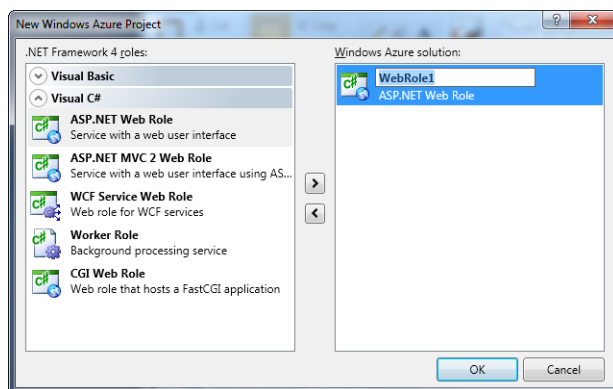 New Windows Azure Project
.NET Framework 4 roles:
Visual Basic
Visual C#
ASP.NET Web Role
Service with a web user interface
ASP.NET MVC 2 Web Role
Service with a web user interface using AS...
WCF Service Web Role
Web role for WCF services
Worker Role
Background processing service
CGI Web Role
Web role that hosts a FastCGI application
Windows Azure solution:
WebRole1
ASP.NET Web Role
OK
Cancel